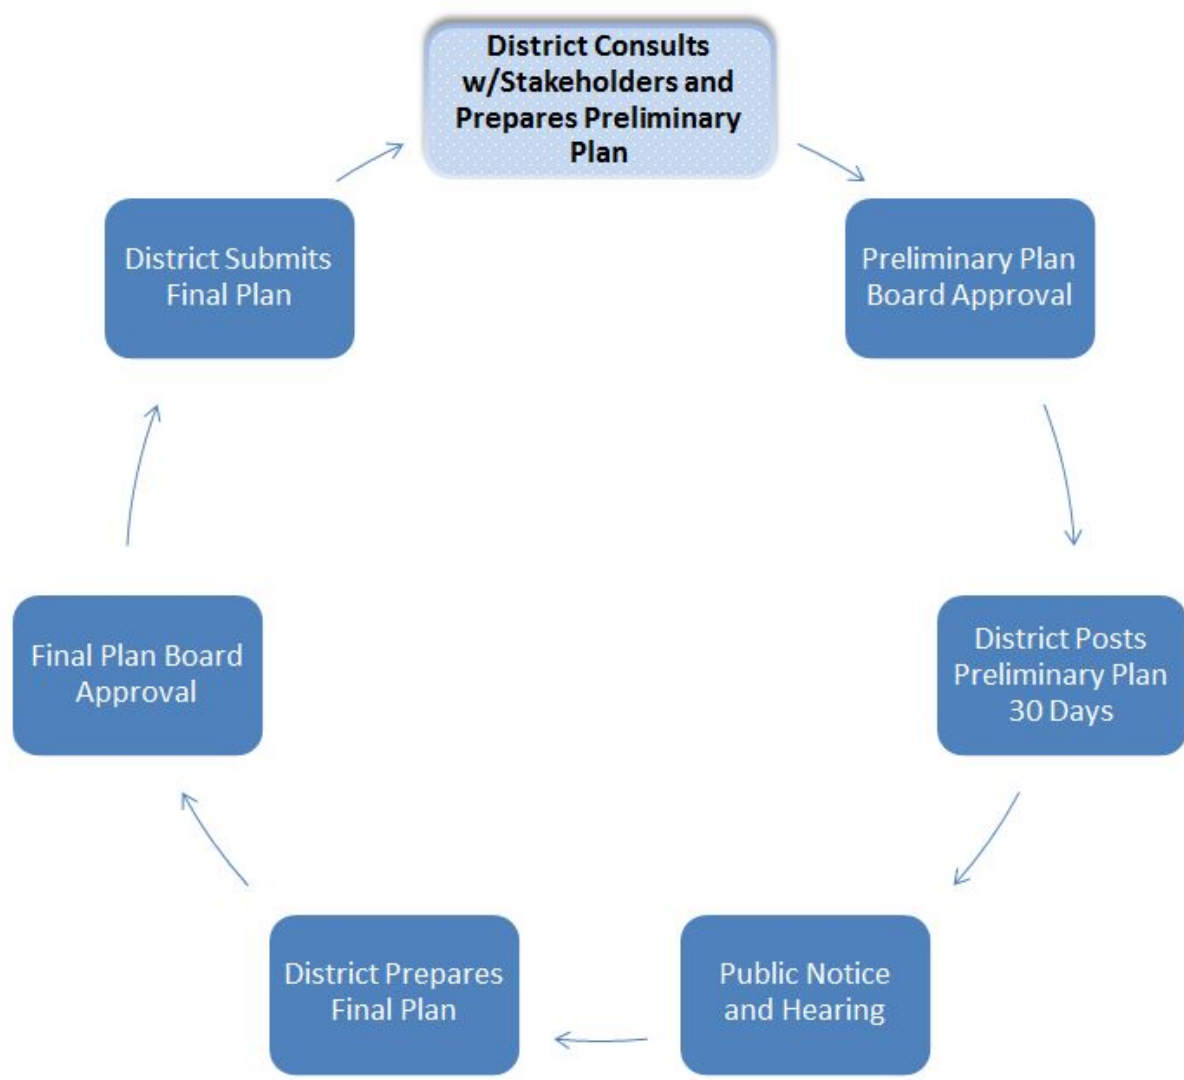 District Consults
w/Stakeholders and
Prepares Preliminary
Plan
Preliminary Plan
Board Approval
District Posts
Preliminary Plan
30 Days
Public Notice
and Hearing
District Prepares
Final Plan
Final Plan Board
Approval
District Submits
Final Plan